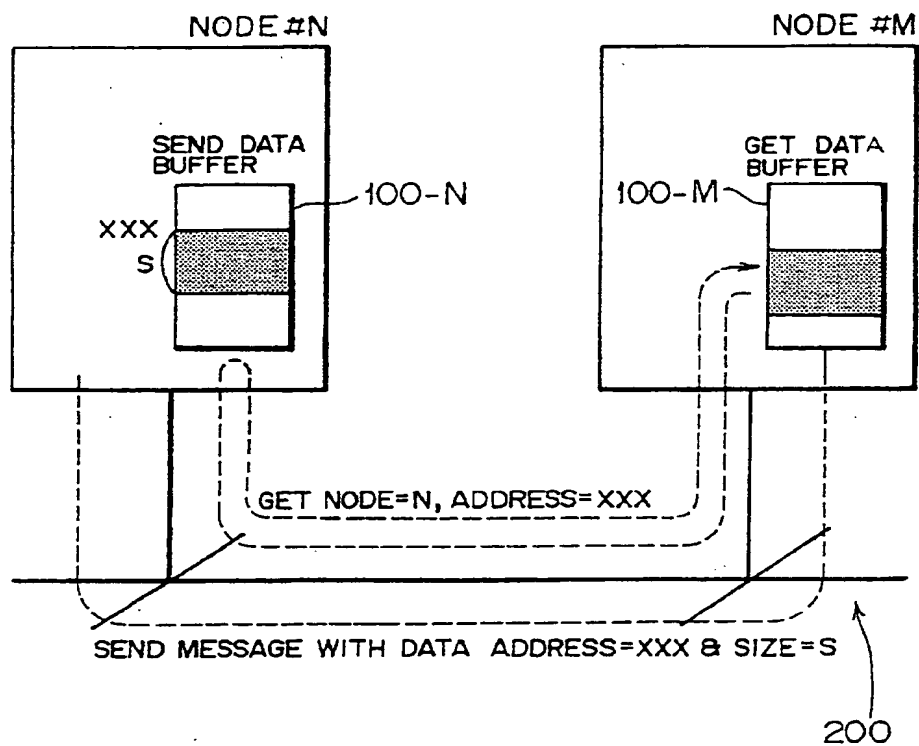 NODE #N
NODE #M
SEND DATA
BUFFER
GET DATA
BUFFER
100-N
100-M
XXX
S
GET NODE=N, ADDRESS=XXX
SEND MESSAGE WITH DATA ADDRESS=XXX & SIZE=S
200